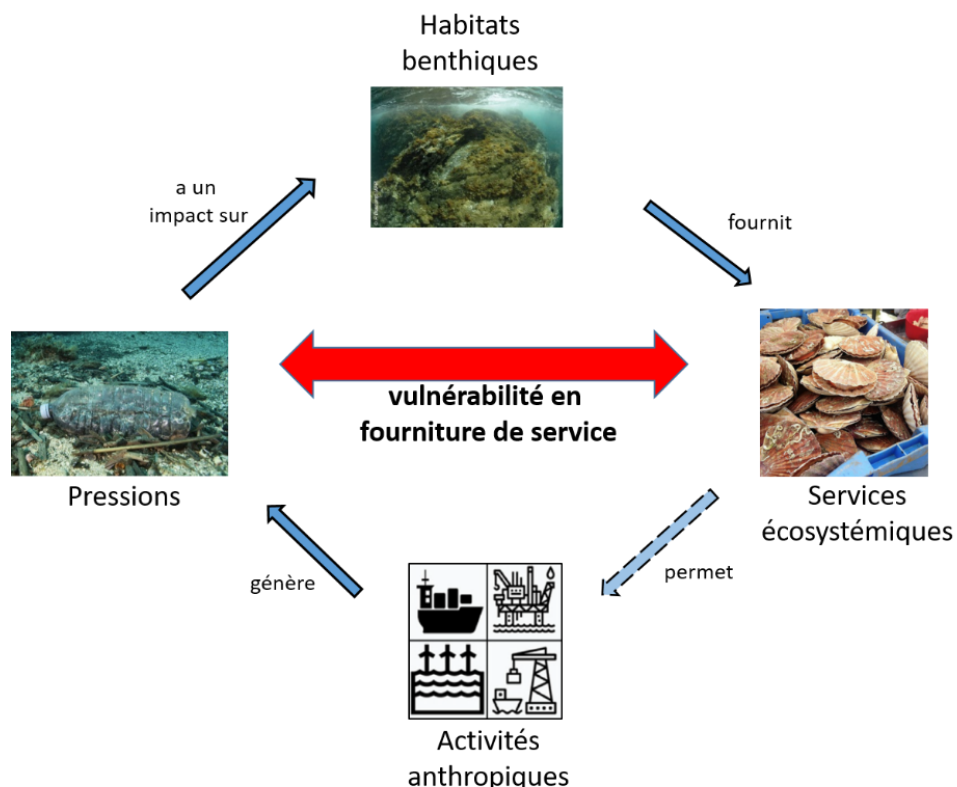 Habitats
benthiques
a un
impact sur
fournit
vulnérabilité en
fourniture de service
Pressions
Services
écosystémiques
génère
permet
Activités
anthropiques